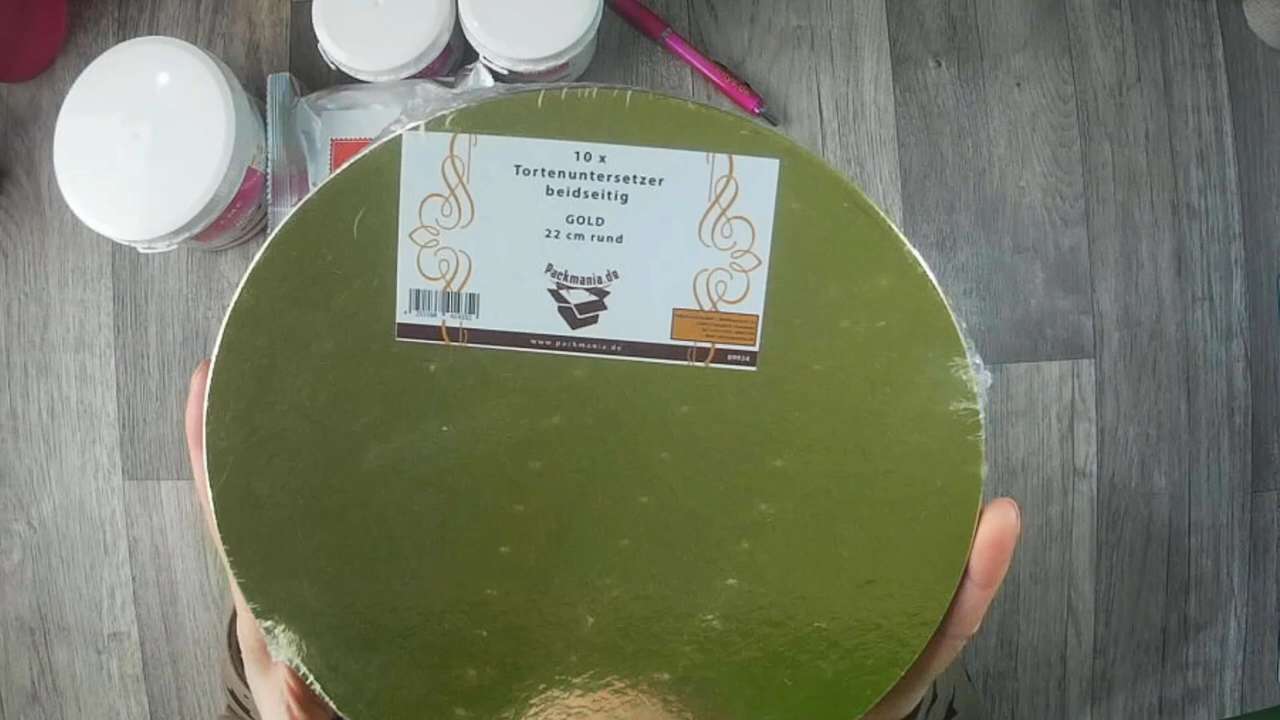 10 x
Tortenuntersetzer
beidseitig
GOLD
22 cm rund
Packmania.de
www.packmania.de